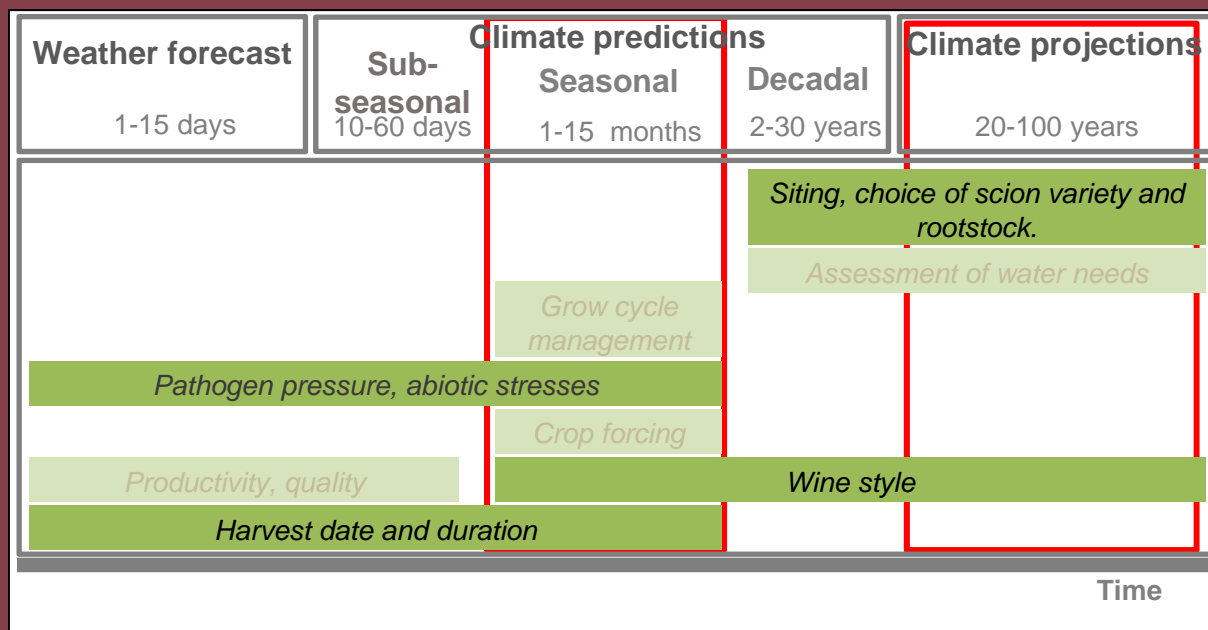 Weather forecast
1-15 days
Climate predictions
Sub-
seasonal
10-60 days
Seasonal
1-15 months
Decadal
2-30 years
Climate projections
20-100 years
Siting, choice of scion variety and
rootstock.
Assessment of water needs
Grow cycle
management
Pathogen pressure, abiotic stresses
Crop forcing
Productivity, quality
Wine style
Harvest date and duration
Time